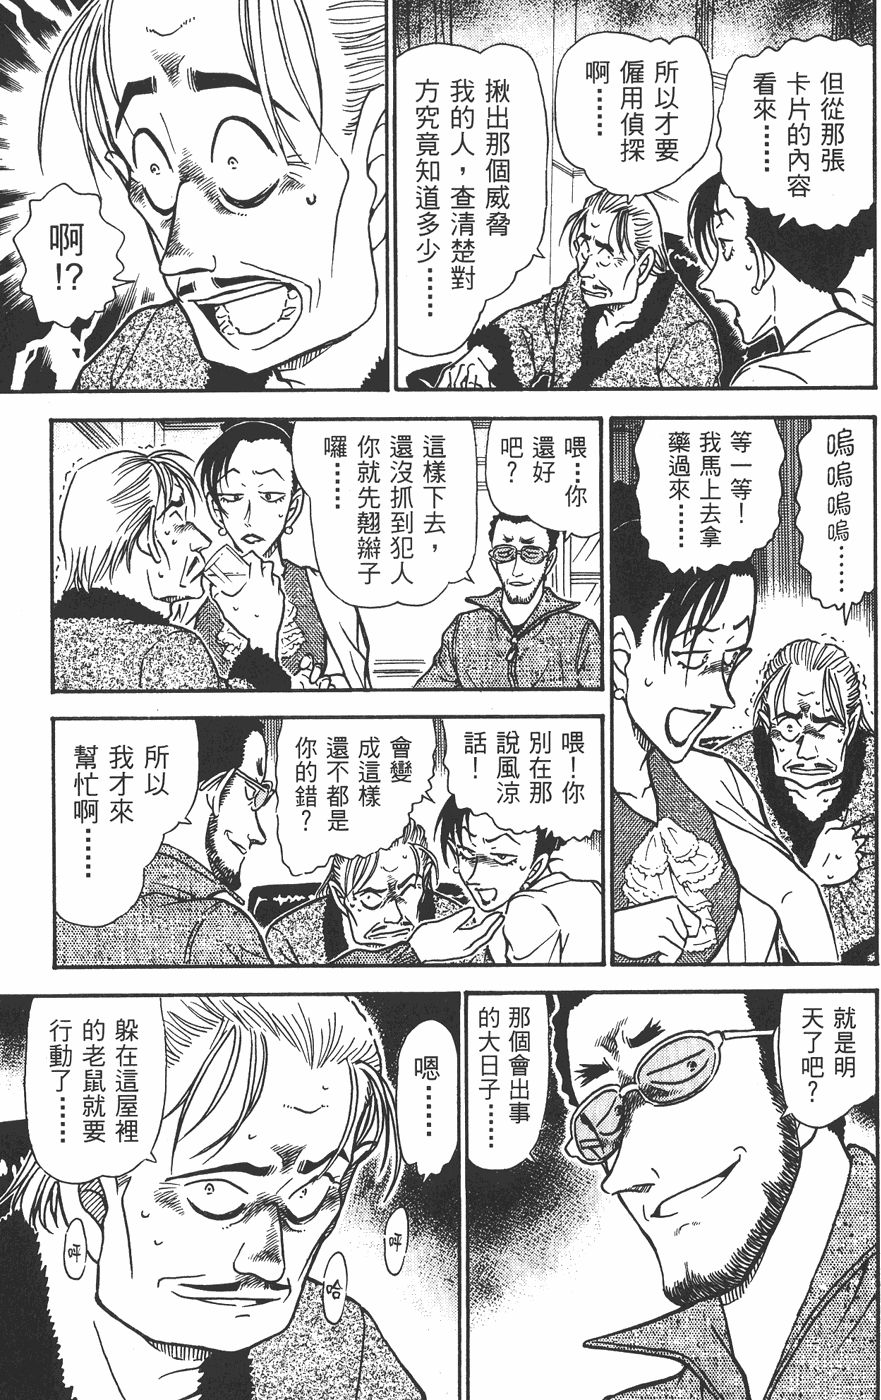 但從那張
卡片的內容
看來……
所以才要
僱用偵探
啊……
揪出那個威脅
我的人，查清楚對
方究竟知道多少……
啊!?
嗚嗚嗚嗚……
等一等！
我馬上去拿
藥過來……
喂…你
還好
吧？
這樣下去，
還沒抓到犯人
你就先翹辮子
囉……
喂！你
別在那
說風涼
話！
會變
成這樣
還不都是
你的錯？
所以
我才來
幫忙啊……
就是明
天了吧？
那個會出事
的大日子……
嗯……
躲在這屋裡
的老鼠就要
行動了……
呼
哈
呼